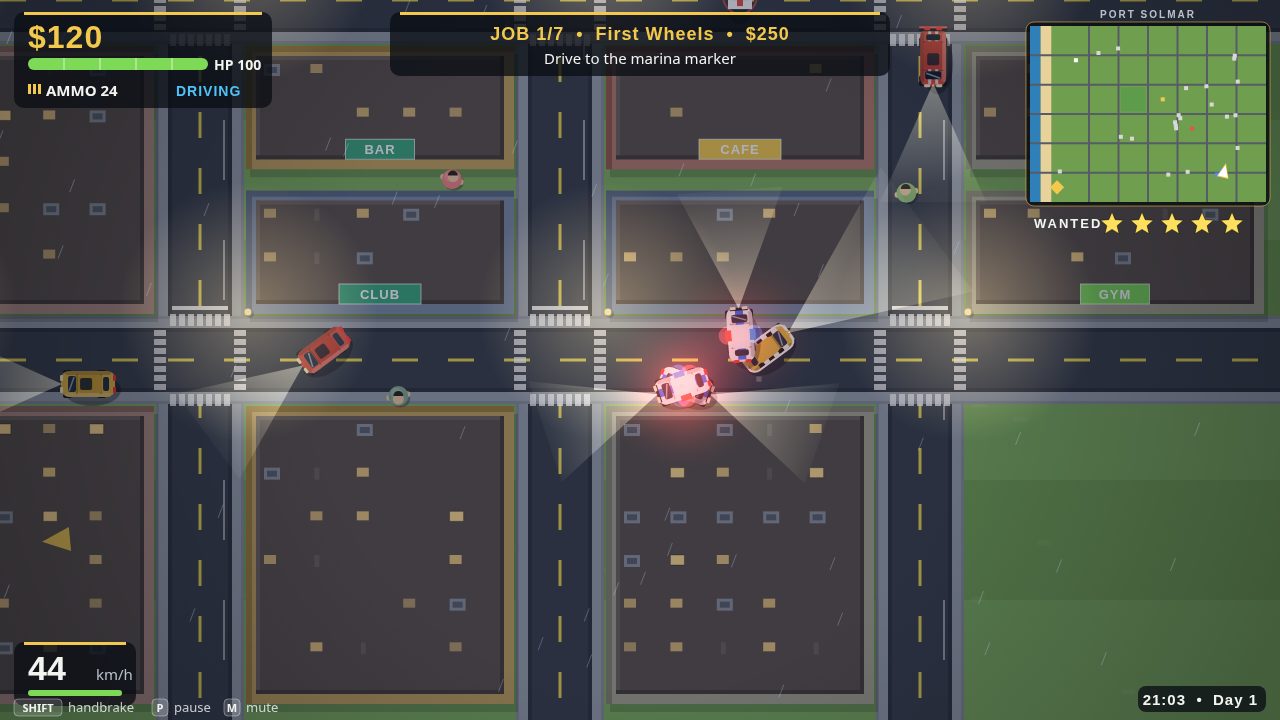 $120
HP 100
AMMO 24
DRIVING
JOB 1/7 • First Wheels • $250
Drive to the marina marker
PORT SOLMAR
WANTED
BAR
CAFE
CLUB
GYM
44 km/h
SHIFT handbrake P pause M mute
21:03 • Day 1